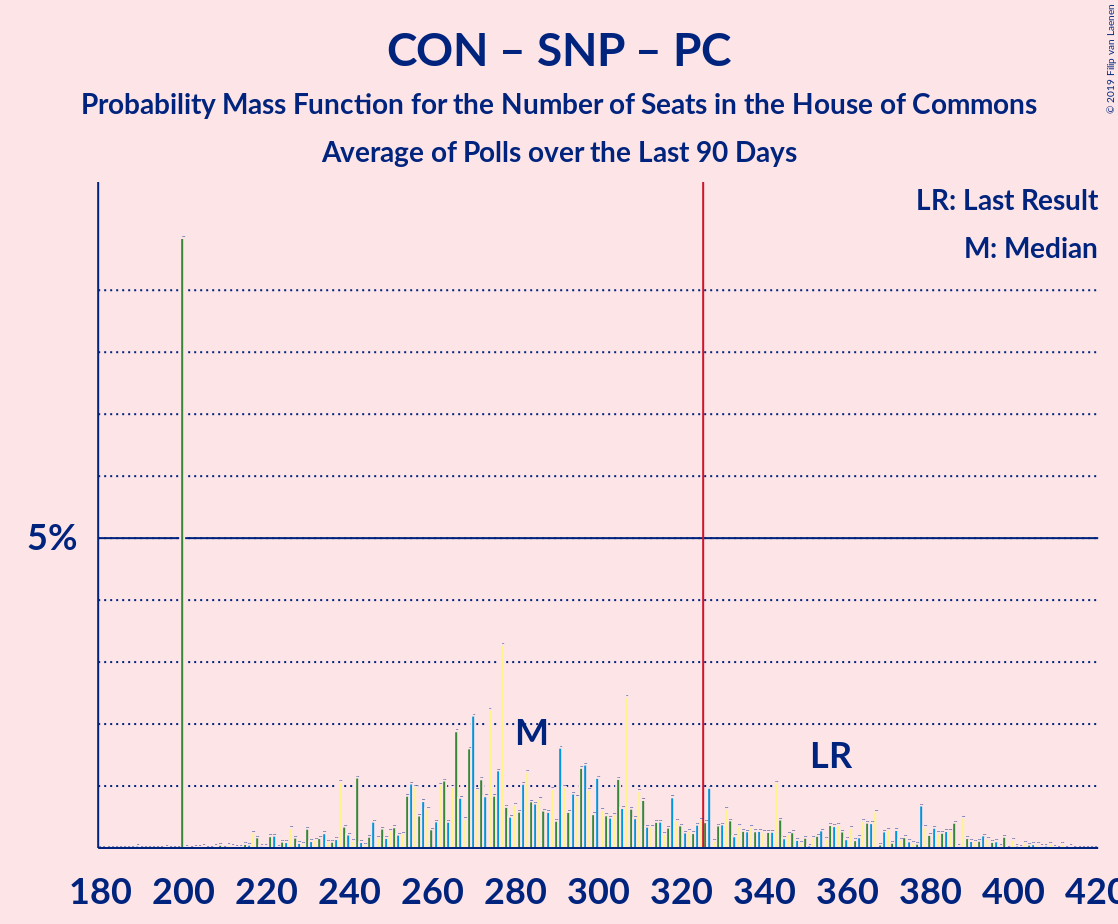 CON – SNP – PC
Probability Mass Function for the Number of Seats in the House of Commons
Average of Polls over the Last 90 Days
© 2019 Filip van Laenen
LR: Last Result
M: Median
5%
M
LR
180 200 220 240 260 280 300 320 340 360 380 400 420